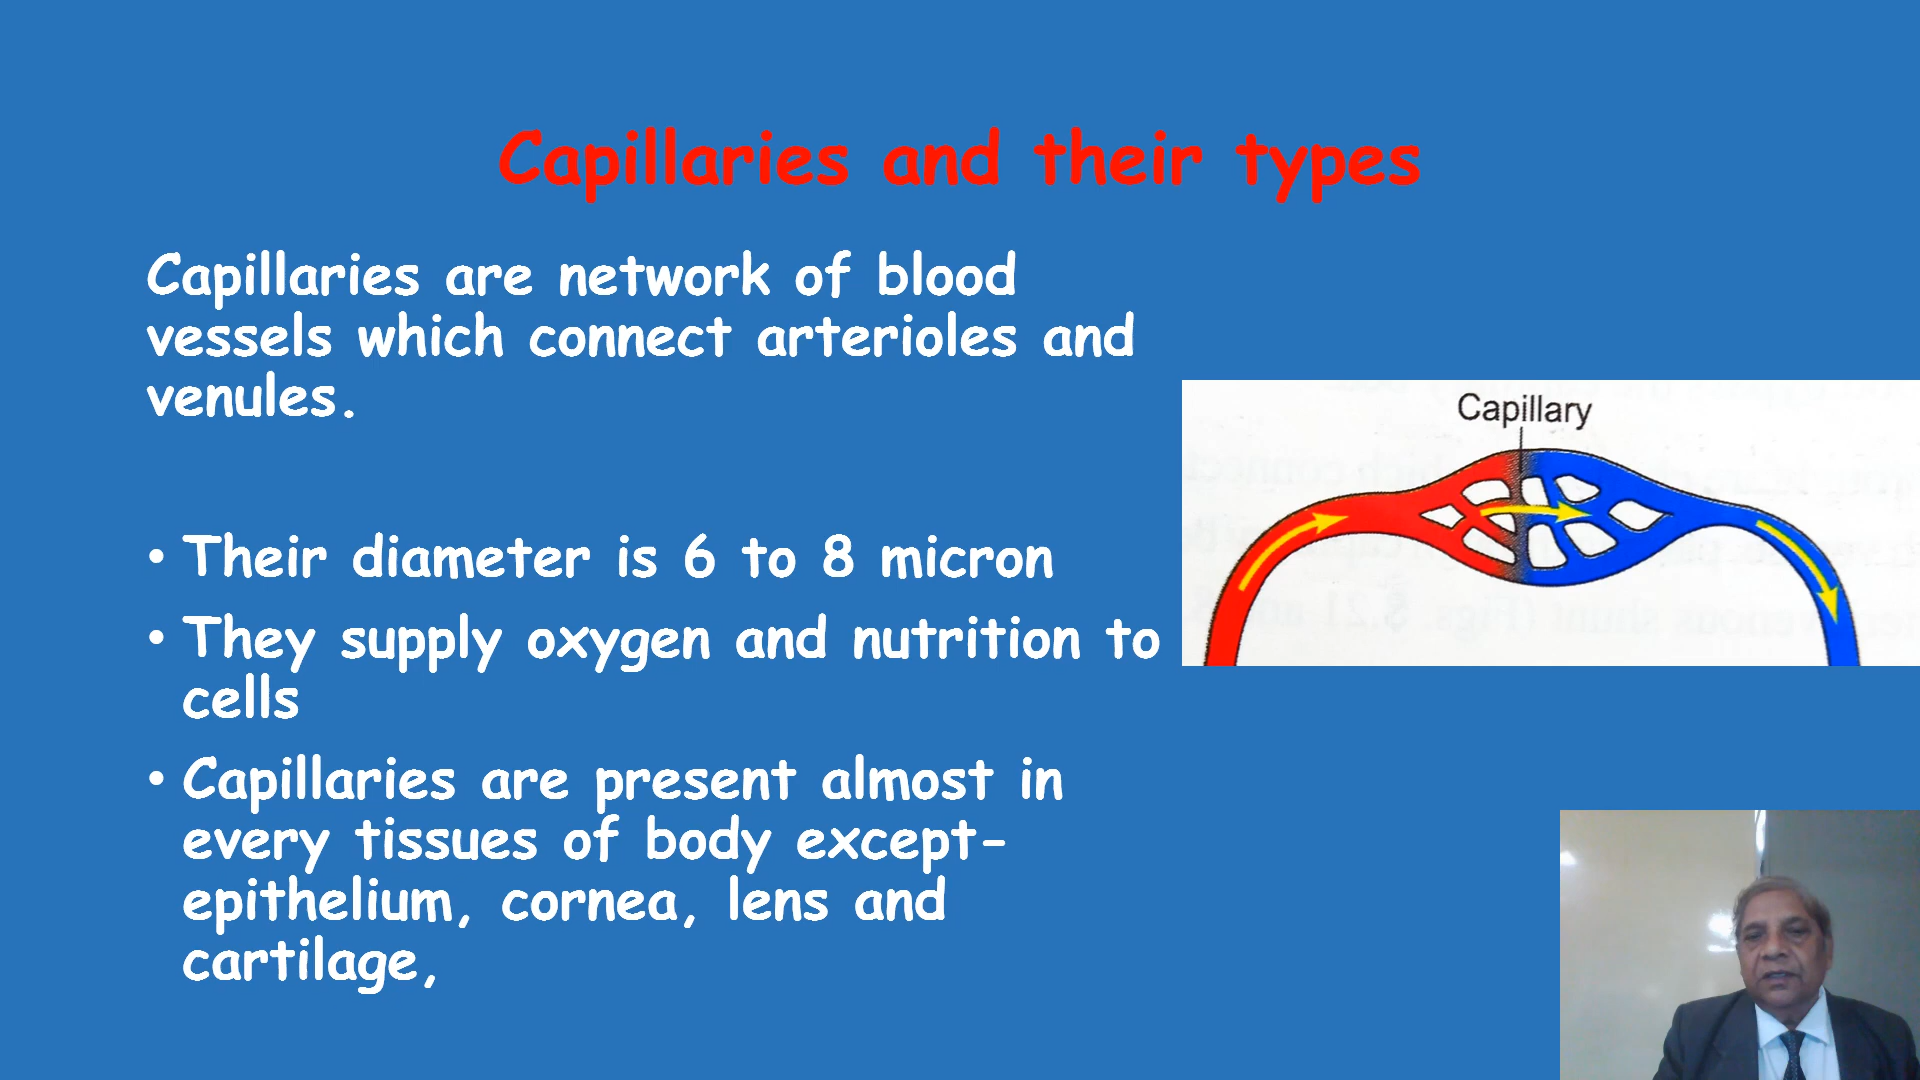 Capillaries and their types
Capillaries are network of blood
vessels which connect arterioles and
venules.
• Their diameter is 6 to 8 micron
• They supply oxygen and nutrition to
cells
• Capillaries are present almost in
every tissues of body except-
epithelium, cornea, lens and
cartilage,
Capillary